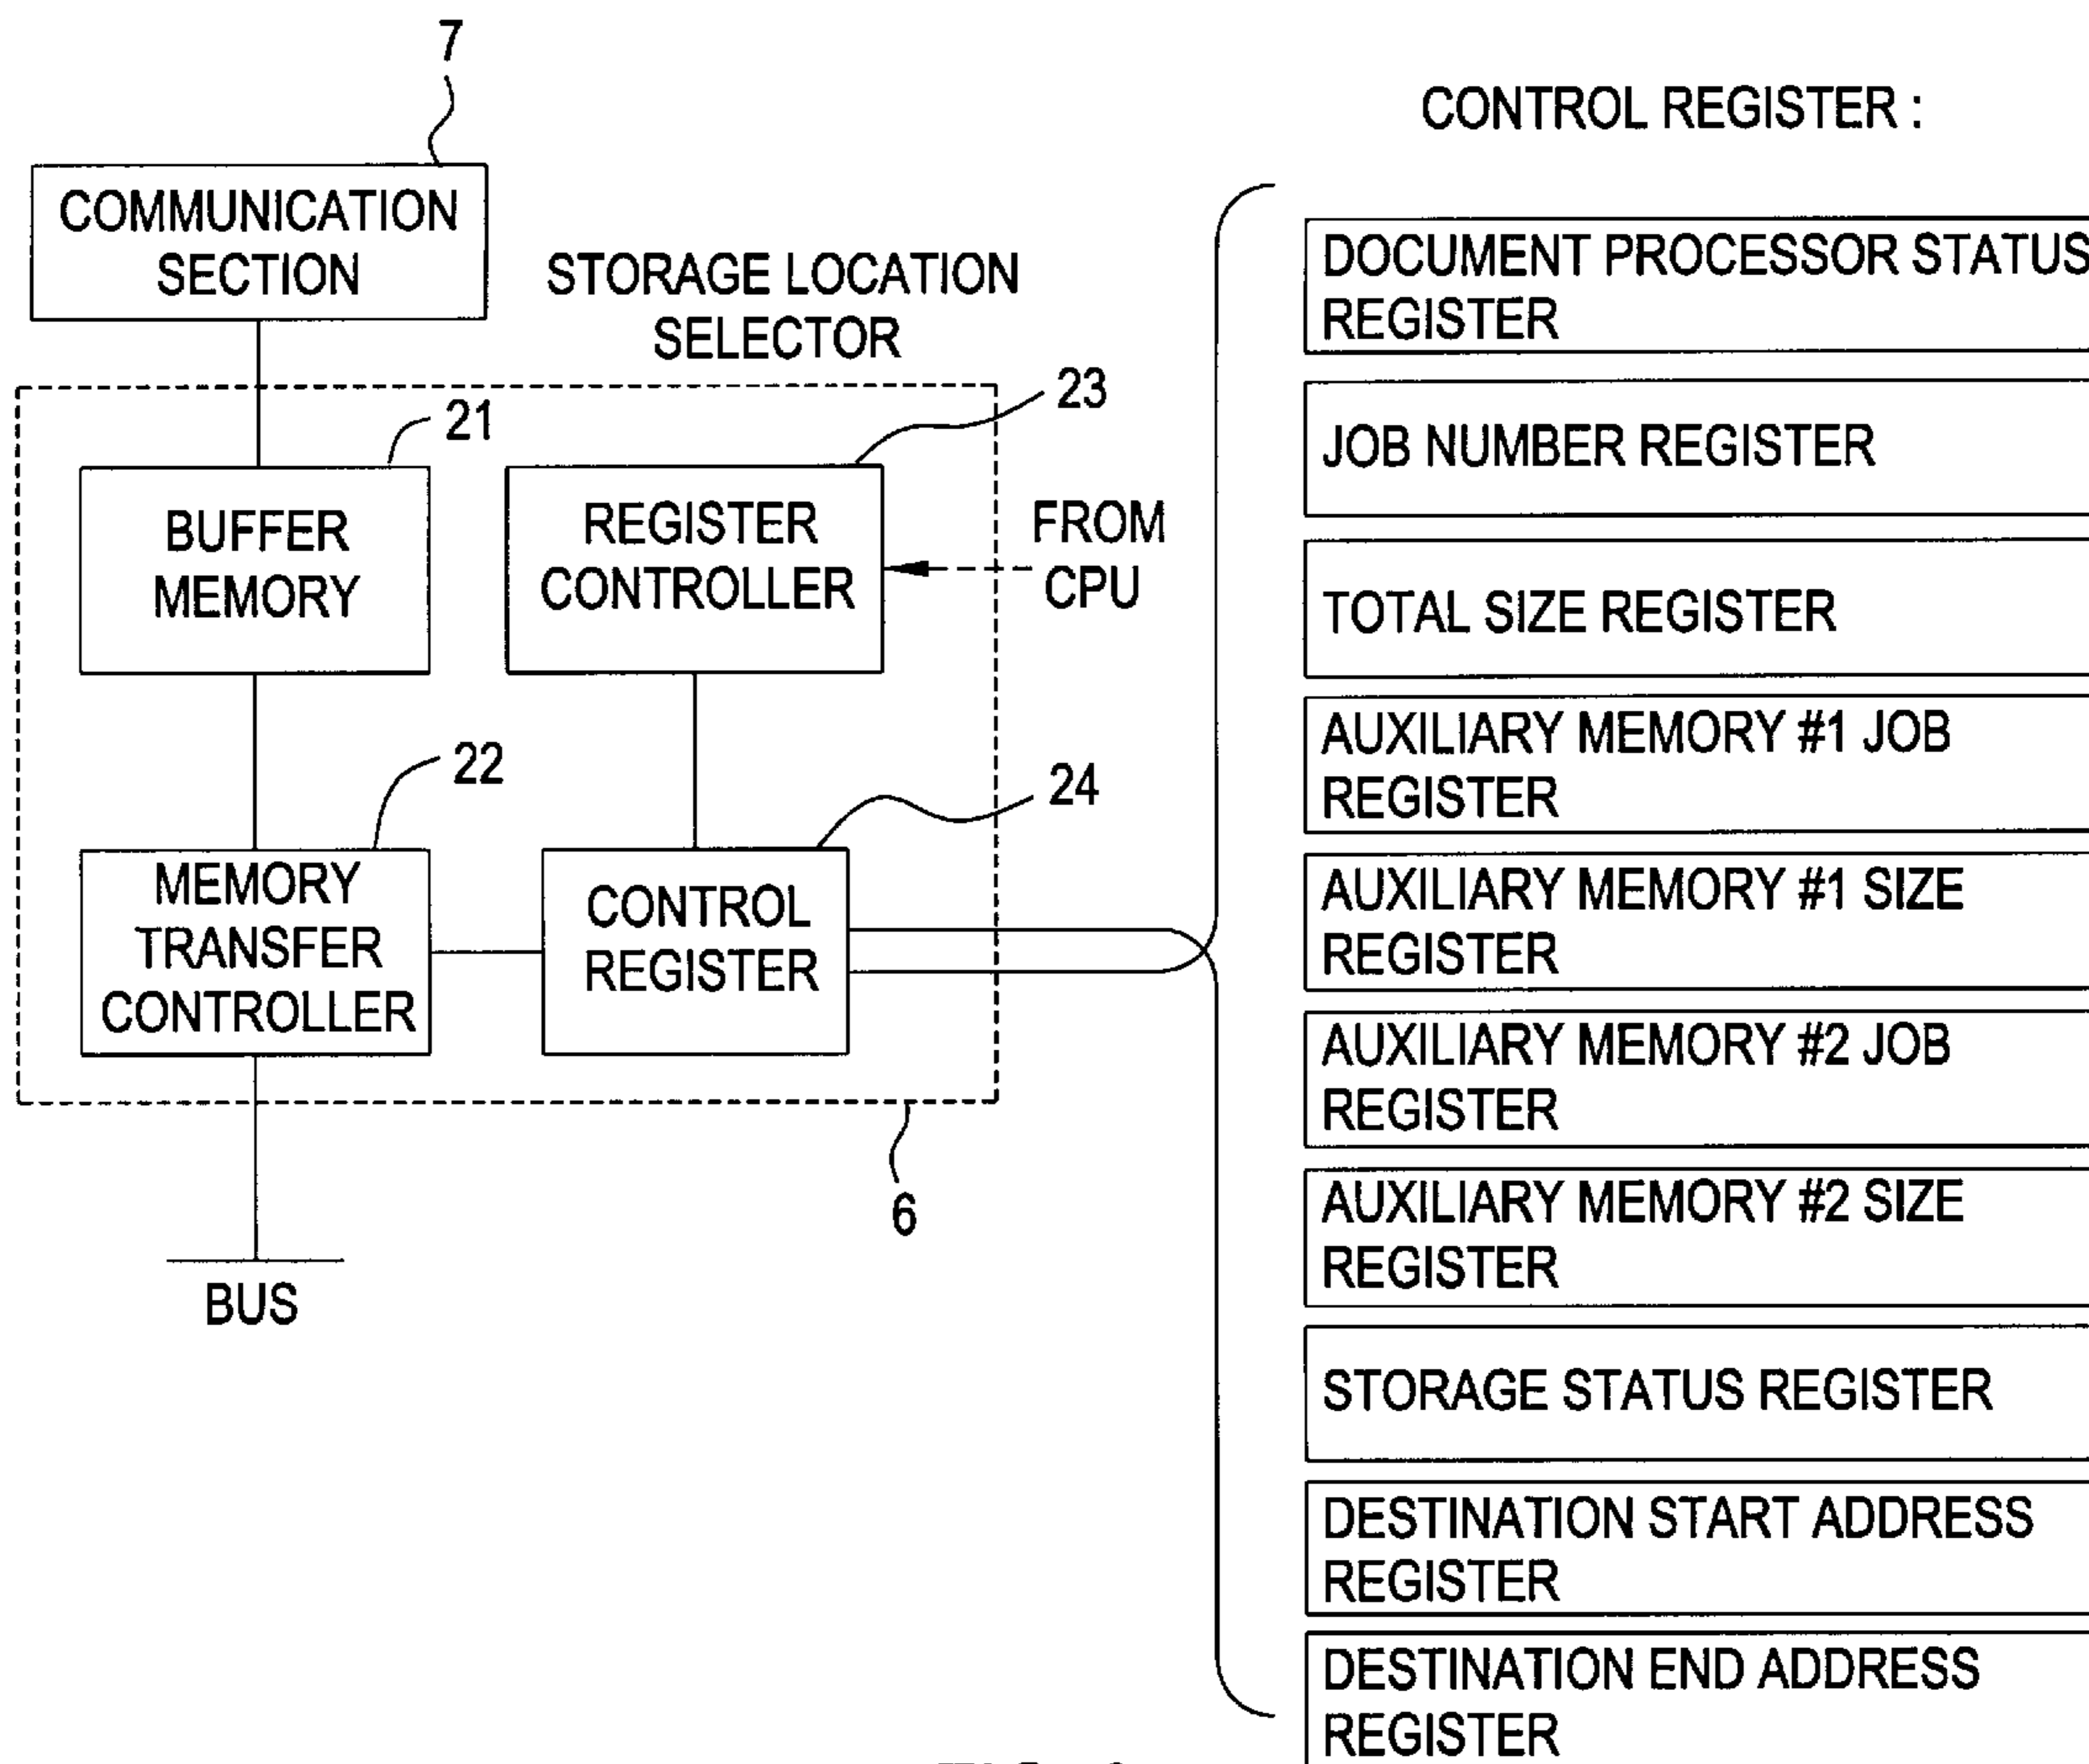 7
COMMUNICATION
SECTION
STORAGE LOCATION
SELECTOR
21
23
BUFFER
MEMORY
REGISTER
CONTROLLER
FROM
CPU
22
24
MEMORY
TRANSFER
CONTROLLER
CONTROL
REGISTER
6
BUS
CONTROL REGISTER :
DOCUMENT PROCESSOR STATUS
REGISTER
JOB NUMBER REGISTER
TOTAL SIZE REGISTER
AUXILIARY MEMORY #1 JOB
REGISTER
AUXILIARY MEMORY #1 SIZE
REGISTER
AUXILIARY MEMORY #2 JOB
REGISTER
AUXILIARY MEMORY #2 SIZE
REGISTER
STORAGE STATUS REGISTER
DESTINATION START ADDRESS
REGISTER
DESTINATION END ADDRESS
REGISTER